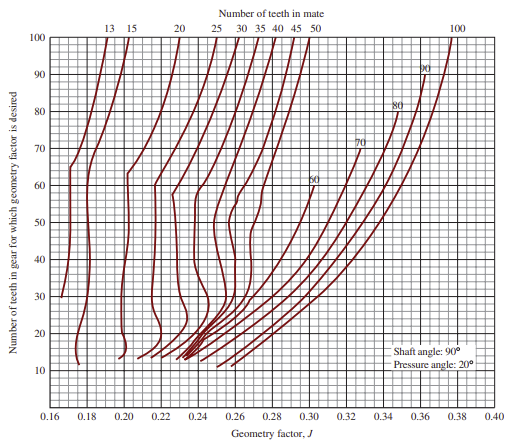 Number of teeth in mate
13 15 20 25 30 35 40 45 50 100
100
90
90
80
80
70
70
60
60
50
40
30
20
Shaft angle: 90°
Pressure angle: 20°
10
0.16 0.18 0.20 0.22 0.24 0.26 0.28 0.30 0.32 0.34 0.36 0.38 0.40
Geometry factor, J
Number of teeth in gear for which geometry factor is desired